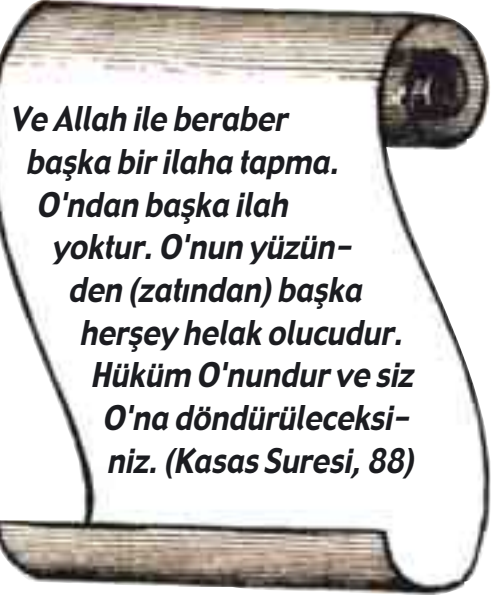 Ve Allah ile beraber
başka bir ilaha tapma.
O'ndan başka ilah
yoktur. O'nun yüzün-
den (zatından) başka
herşey helak olucudur.
Hüküm O'nundur ve siz
O'na döndürüleceksi-
niz. (Kasas Suresi, 88)